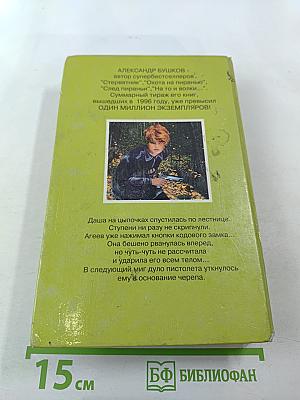 АЛЕКСАНДР БУШКОВ -
автор супербестселлеров
"Стервятник","Охота на пиранью",
"След пираньи","На то и волки...".
Суммарный тираж его книг,
вышедших в 1996 году, уже превысил
ОДИН МИЛЛИОН ЭКЗЕМПЛЯРОВ!
Даша на цыпочках спустилась по лестнице.
Ступени ни разу не скрипнули.
Агеев уже нажимал кнопки кодового замка...
Она бешено рванулась вперед,
но чуть-чуть не рассчитала
и ударила его всем телом...
В следующий миг дуло пистолета уткнулось
ему в основание черепа.
15 см
БФ БИБЛИОФАН